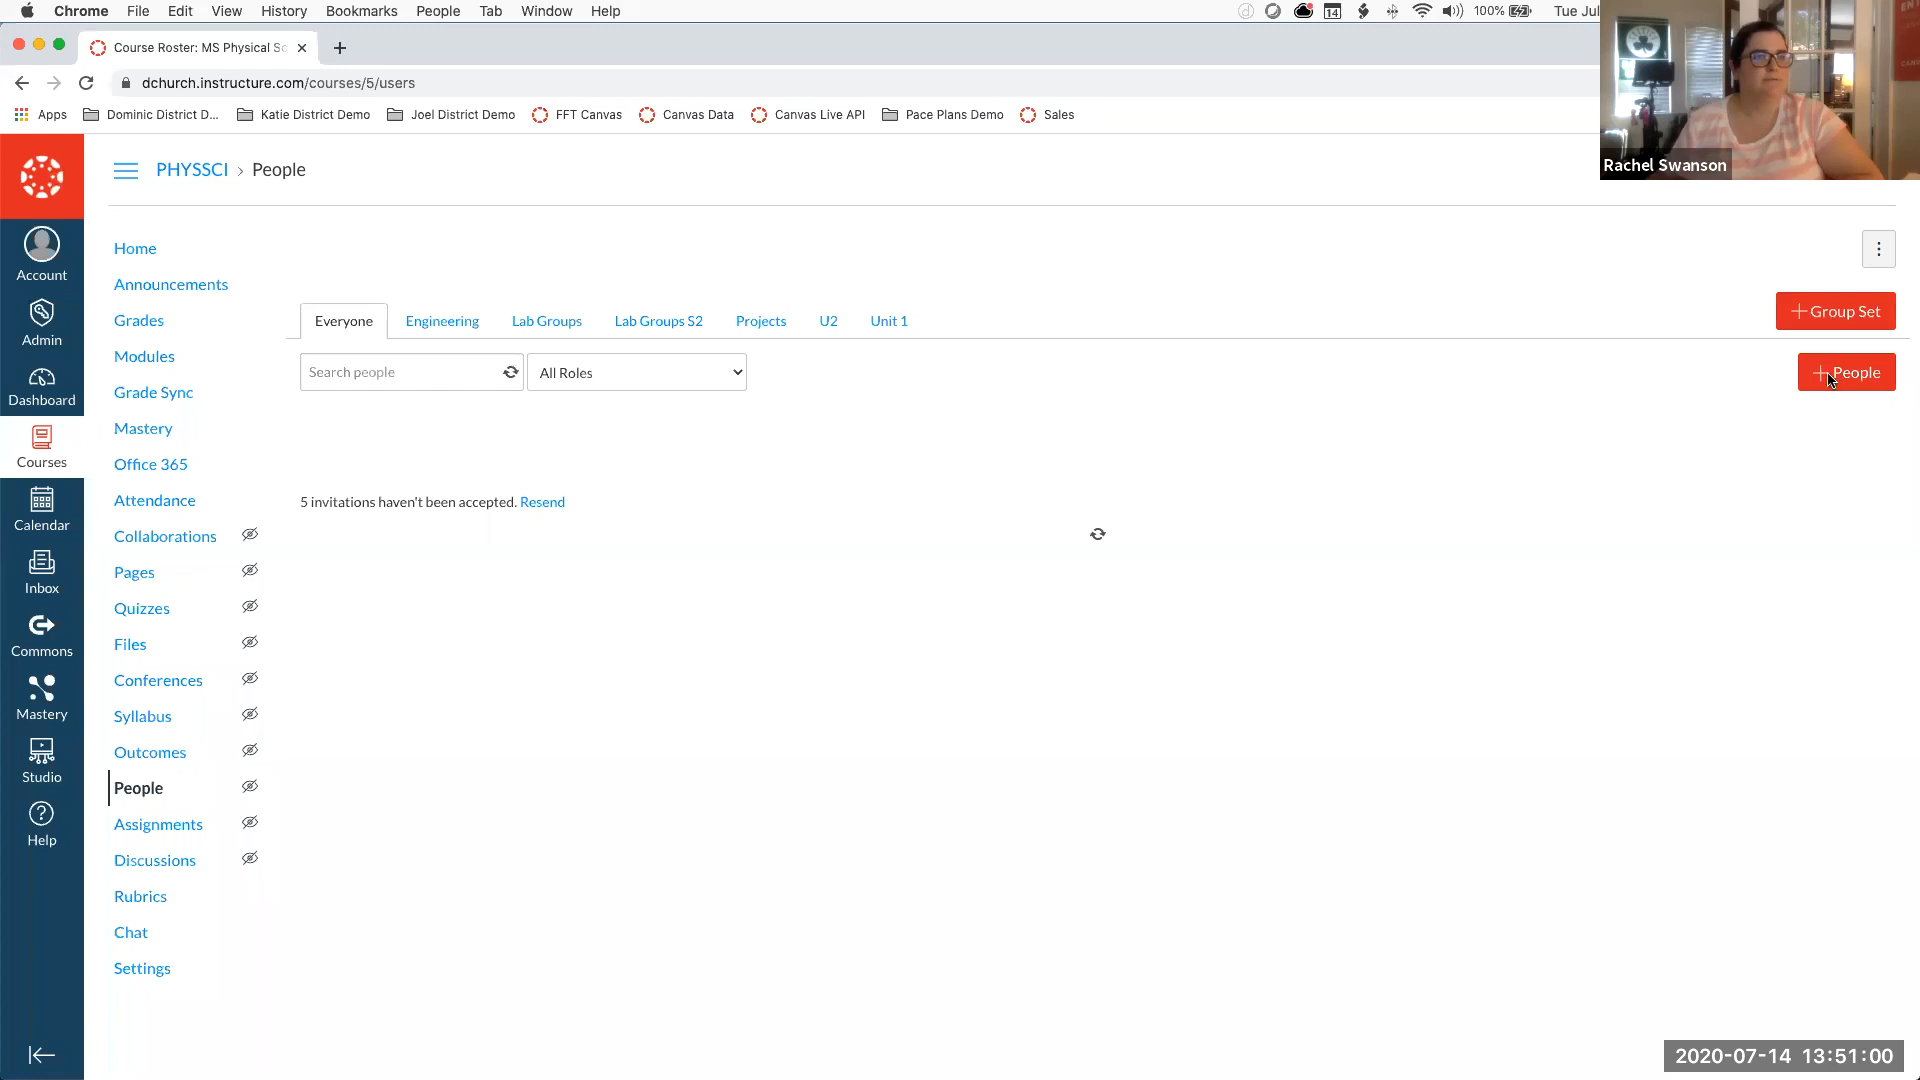 Chrome File Edit View History Bookmarks People Tab Window Help
14 100% Tue Jul
Course Roster: MS Physical Sc
dchurch.instructure.com/courses/5/users
Apps Dominic District D... Katie District Demo Joel District Demo FFT Canvas Canvas Data Canvas Live API Pace Plans Demo Sales
Rachel Swanson
PHYSSCI › People
Account
Admin
Dashboard
Courses
Calendar
Inbox
Commons
Mastery
Studio
Help
Home
Announcements
Grades
Modules
Grade Sync
Mastery
Office 365
Attendance
Collaborations
Pages
Quizzes
Files
Conferences
Syllabus
Outcomes
People
Assignments
Discussions
Rubrics
Chat
Settings
+ Group Set
Everyone Engineering Lab Groups Lab Groups S2 Projects U2 Unit 1
Search people All Roles + People
5 invitations haven't been accepted. Resend
2020-07-14 13:51:00